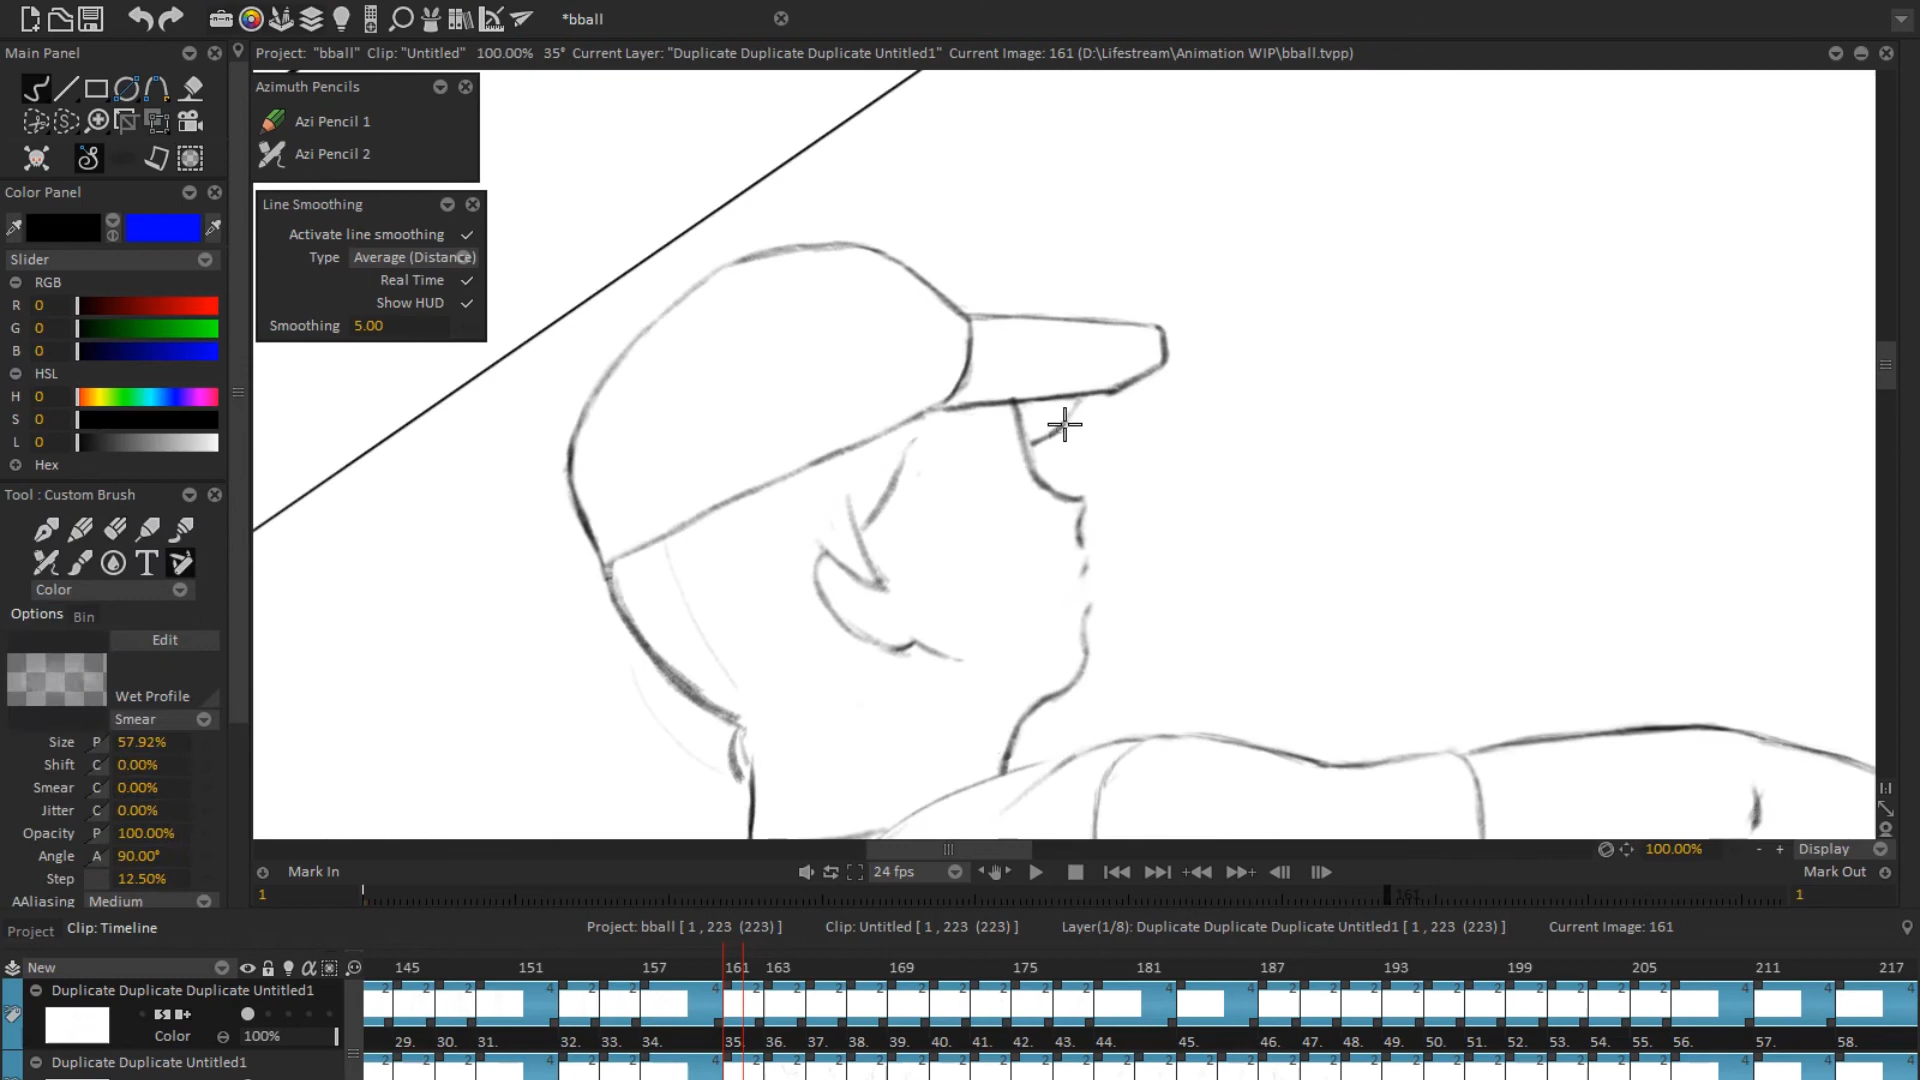 *bball
Main Panel
Project: "bball" Clip: "Untitled" 100.00% 35° Current Layer: "Duplicate Duplicate Duplicate Untitled1" Current Image: 161 (D:\Lifestream\Animation WIP\bball.tvpp)
Azimuth Pencils
Azi Pencil 1
Azi Pencil 2
Color Panel
Line Smoothing
Activate line smoothing
Type Average (Distance)
Real Time
Show HUD
Smoothing 5.00
Slider
RGB
R 0
G 0
B 0
HSL
H 0
S 0
L 0
Hex
Tool : Custom Brush
Color
Options Bin
Edit
Wet Profile
Smear
Size P 57.92%
Shift C 0.00%
Smear C 0.00%
Jitter C 0.00%
Opacity P 100.00%
Angle A 90.00°
Step 12.50%
AAliasing Medium
1:1
100.00% - + Display
Mark In 24 fps Mark Out
1 161 1
Project Clip: Timeline Project: bball [ 1 , 223 (223) ] Clip: Untitled [ 1 , 223 (223) ] Layer(1/8): Duplicate Duplicate Duplicate Untitled1 [ 1 , 223 (223) ] Current Image: 161
New 145 151 157 161 163 169 175 181 187 193 199 205 211 217
Duplicate Duplicate Duplicate Untitled1
Color 100%
29. 30. 31. 32. 33. 34. 35. 36. 37. 38. 39. 40. 41. 42. 43. 44. 45. 46. 47. 48. 49. 50. 51. 52. 53. 54. 55. 56. 57. 58.
Duplicate Duplicate Untitled1